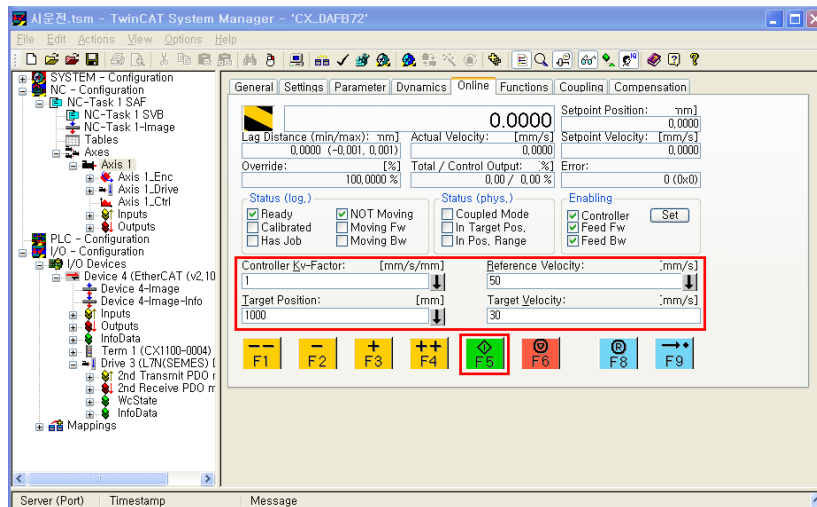 시운전.tsm - TwinCAT System Manager - 'CX_0AFB72'
File Edit Actions View Options Help
SYSTEM - Configuration
NC - Configuration
NC-Task 1 SAF
NC-Task 1 SVB
NC-Task 1-Image
Tables
Axes
Axis 1
Axis 1_Enc
Axis 1_Drive
Axis 1_Ctrl
Inputs
Outputs
PLC - Configuration
I/O - Configuration
I/O Devices
Device 4 (EtherCAT (v2,10
Device 4-Image
Device 4-Image-Info
Inputs
Outputs
InfoData
Term 1 (CX1100-0004)
Drive 3 (L7N(SEMES) [
2nd Transmit PDO r
2nd Receive PDO m
WcState
InfoData
Mappings
General Settings Parameter Dynamics Online Functions Coupling Compensation
0.0000
Setpoint Position: mm]
0,0000
Lag Distance (min/max): mm] Actual Velocity: [mm/s] Setpoint Velocity: [mm/s]
0,0000 (-0,001, 0,001) 0,0000 0,0000
Override: [%] Total / Control Output: [%] Error:
100,0000 % 0,00 / 0,00 % 0 (0x0)
Status (log,) Status (phys,) Enabling
Ready NOT Moving Coupled Mode Controller Set
Calibrated Moving Fw In Target Pos, Feed Fw
Has Job Moving Bw In Pos, Range Feed Bw
Controller Kv-Factor: [mm/s/mm] Reference Velocity: [mm/s]
1 50
Target Position: [mm] Target Velocity: [mm/s]
1000 30
-- - + ++ R
F1 F2 F3 F4 F5 F6 F8 F9
Server (Port) Timestamp Message